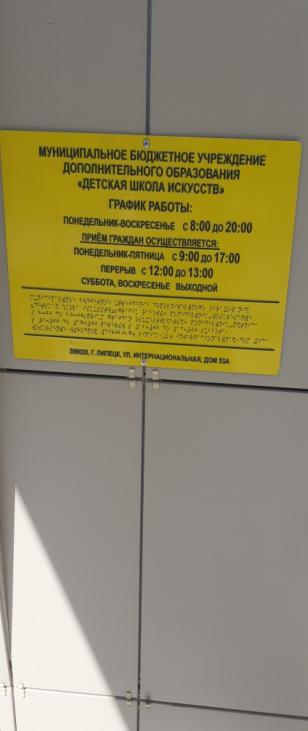 МУНИЦИПАЛЬНОЕ БЮДЖЕТНОЕ УЧРЕЖДЕНИЕ
ДОПОЛНИТЕЛЬНОГО ОБРАЗОВАНИЯ
«ДЕТСКАЯ ШКОЛА ИСКУССТВ»
ГРАФИК РАБОТЫ:
ПОНЕДЕЛЬНИК-ВОСКРЕСЕНЬЕ с 8:00 до 20:00
ПРИЁМ ГРАЖДАН ОСУЩЕСТВЛЯЕТСЯ:
ПОНЕДЕЛЬНИК-ПЯТНИЦА с 9:00 до 17:00
ПЕРЕРЫВ с 12:00 до 13:00
СУББОТА, ВОСКРЕСЕНЬЕ ВЫХОДНОЙ
398020, Г. ЛИПЕЦК, УЛ. ИНТЕРНАЦИОНАЛЬНАЯ, ДОМ 53А